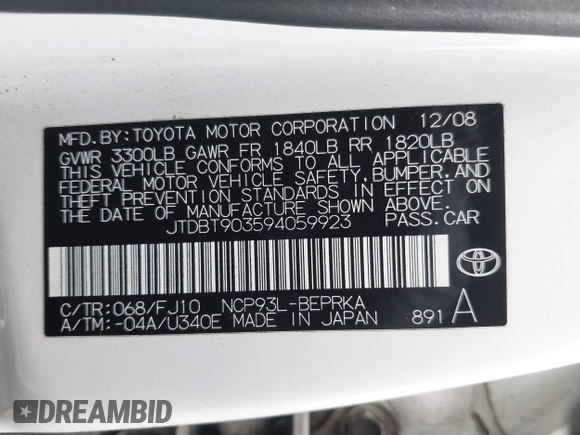 MFD.BY:TOYOTA MOTOR CORPORATION 12/08
GVWR 3300LB GAWR FR 1840LB RR 1820LB
THIS VEHICLE CONFORMS TO ALL APPLICABLE
FEDERAL MOTOR VEHICLE SAFETY,BUMPER,AND
THEFT PREVENTION STANDARDS IN EFFECT ON
THE DATE OF MANUFACTURE SHOWN ABOVE.
JTDBT903594059923 PASS.CAR
C/TR:068/FJ10 NCP93L-BEPRKA
A/TM:-04A/U340E MADE IN JAPAN 891 A
DREAMBID